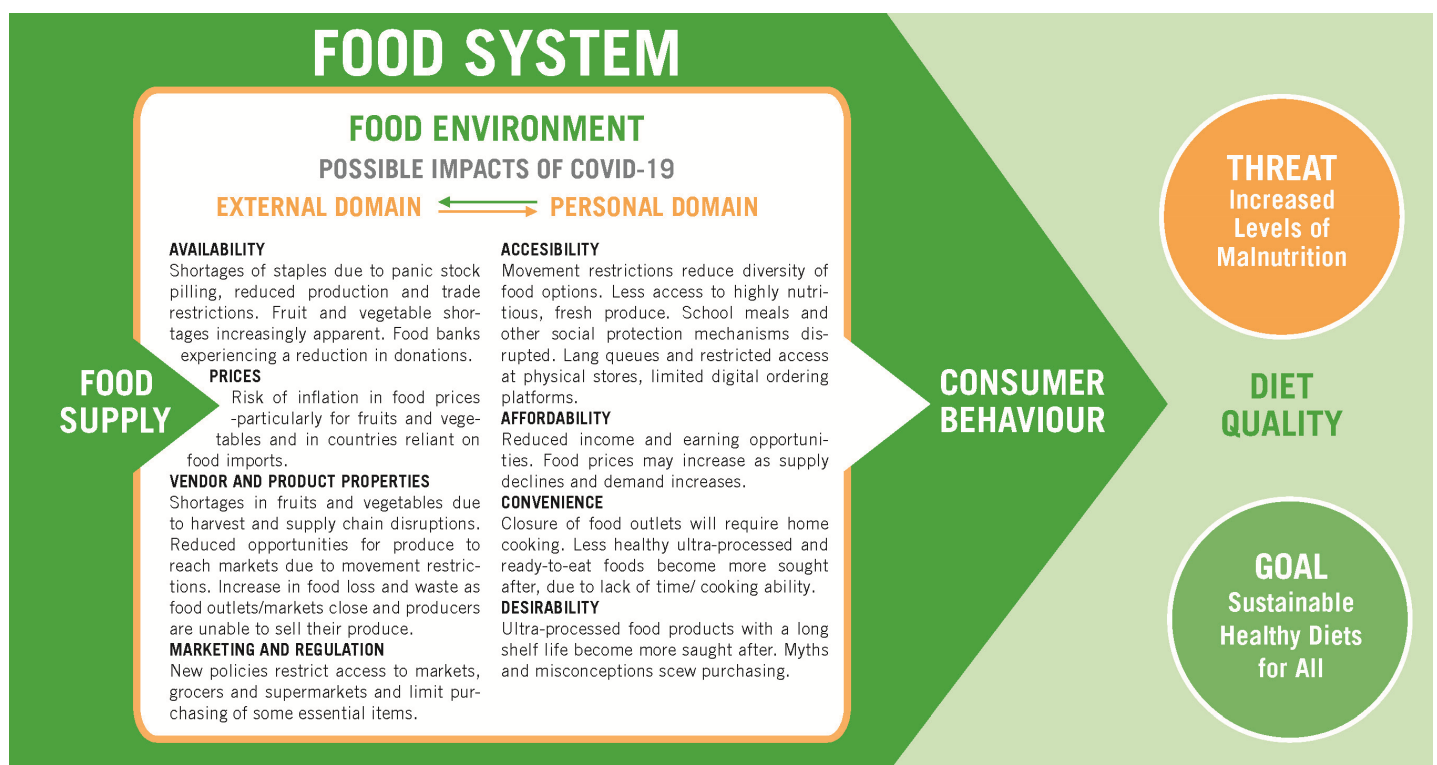 FOOD SYSTEM
FOOD ENVIRONMENT
POSSIBLE IMPACTS OF COVID-19
EXTERNAL DOMAIN PERSONAL DOMAIN
AVAILABILITY
Shortages of staples due to panic stock
pilling, reduced production and trade
restrictions. Fruit and vegetable shor-
tages increasingly apparent. Food banks
experiencing a reduction in donations.
PRICES
Risk of inflation in food prices
-particularly for fruits and vege-
tables and in countries reliant on
food imports.
VENDOR AND PRODUCT PROPERTIES
Shortages in fruits and vegetables due
to harvest and supply chain disruptions.
Reduced opportunities for produce to
reach markets due to movement restric-
tions. Increase in food loss and waste as
food outlets/markets close and producers
are unable to sell their produce.
MARKETING AND REGULATION
New policies restrict access to markets,
grocers and supermarkets and limit pur-
chasing of some essential items.
ACCESIBILITY
Movement restrictions reduce diversity of
food options. Less access to highly nutri-
tious, fresh produce. School meals and
other social protection mechanisms dis-
rupted. Lang queues and restricted access
at physical stores, limited digital ordering
platforms.
AFFORDABILITY
Reduced income and earning opportuni-
ties. Food prices may increase as supply
declines and demand increases.
CONVENIENCE
Closure of food outlets will require home
cooking. Less healthy ultra-processed and
ready-to-eat foods become more sought
after, due to lack of time/ cooking ability.
DESIRABILITY
Ultra-processed food products with a long
shelf life become more saught after. Myths
and misconceptions scew purchasing.
FOOD
SUPPLY
CONSUMER
BEHAVIOUR
THREAT
Increased
Levels of
Malnutrition
DIET
QUALITY
GOAL
Sustainable
Healthy Diets
for All